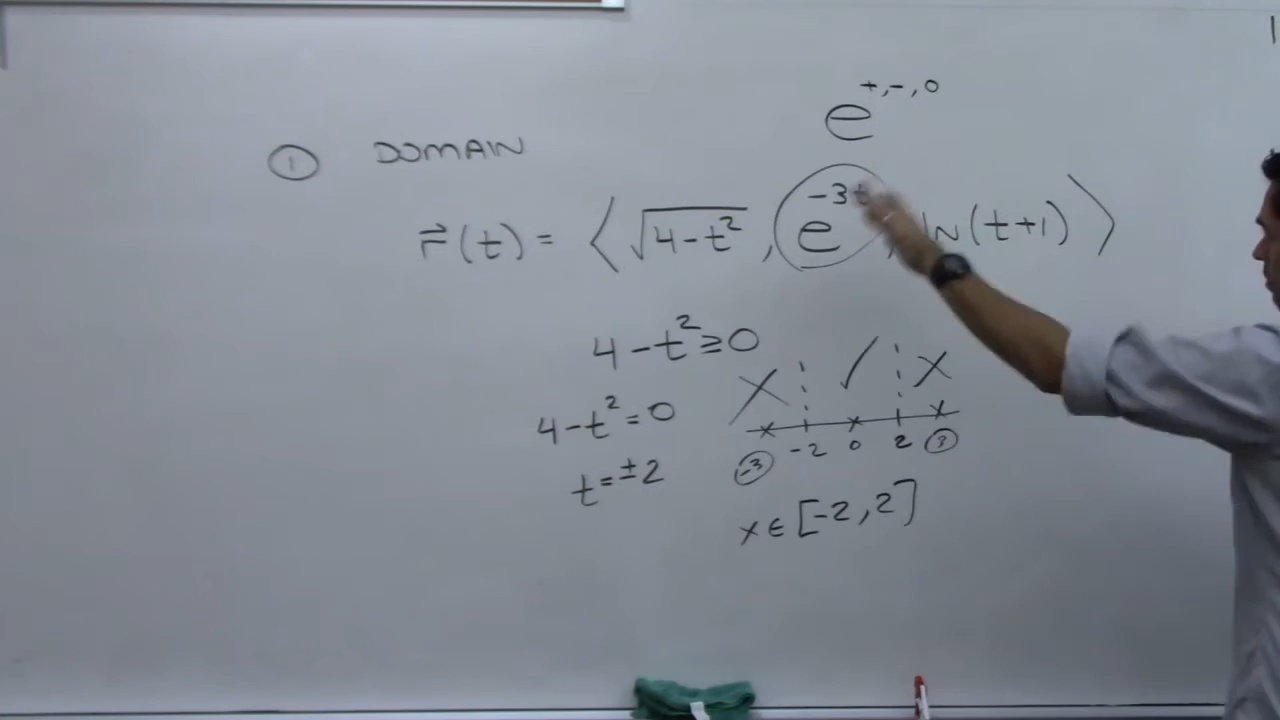 e^{+,-,0}
① DOMAIN
r⃗(t) = ⟨√(4-t²), e^{-3t}, ln(t+1)⟩
4-t² ≥ 0
X ✓ X
4-t² = 0
-3 -2 0 2 3
t = ±2
x ∈ [-2,2]